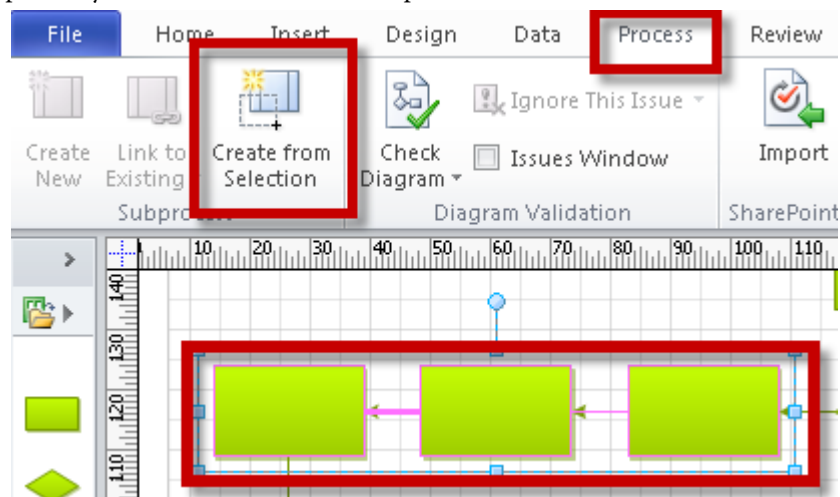 File Home Insert Design Data Process Review
Create New
Link to Existing
Create from Selection
Check Diagram
Ignore This Issue
Issues Window
Import
Diagram Validation
SharePoint
10 20 30 40 50 60 70 80 90 100 110
140
130
120
110